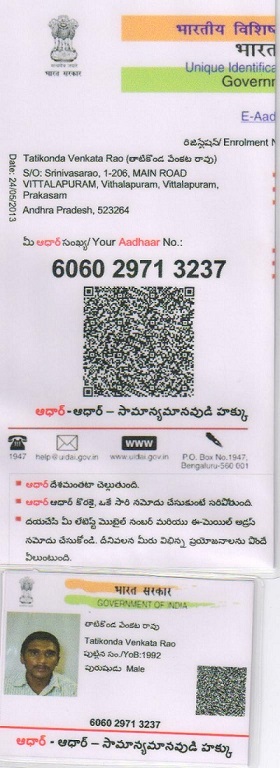 भारत सरकार
भारतीय विशिष
भारत
Unique Identifica
Governr
E-Aad
రిజిస్ట్రేషన్/ Enrolment N
Date: 24/05/2013
Tatikonda Venkata Rao (తాటికొండ వెంకట రావు)
S/O: Srinivasarao, 1-206, MAIN ROAD
VITTALAPURAM, Vithalapuram, Vittalapuram,
Prakasam
Andhra Pradesh, 523264
మీ ఆధార్ సంఖ్య/ Your Aadhaar No.:
6060 2971 3237
ఆధార్ - ఆధార్ – సామాన్యమానవుడి హక్కు
1947
help@uidai.gov.in
www
www.uidai.gov.in
P.O. Box No.1947,
Bengaluru-560 001
ఆధార్ దేశమంతటా చెల్లుతుంది.
ఆధార్ ఆధార్ కొరకై, ఒకే సారి నమోదు చేసుకుంటే సరిపోతుంది.
దయచేసి మీ లేటెస్ట్ మొబైల్ నంబర్ మరియు ఈ-మెయిల్ అడ్రస్
నమోదు చేసుకోండి. దీనివలన మీరు విభిన్న ప్రయోజనాలను పొందే
వీలుంటుంది.
भारत सरकार
GOVERNMENT OF INDIA
తాటికొండ వెంకట రావు
Tatikonda Venkata Rao
పుట్టిన సం./YoB:1992
పురుషుడు Male
6060 2971 3237
ఆధార్ - ఆధార్ – సామాన్యమానవుడి హక్కు